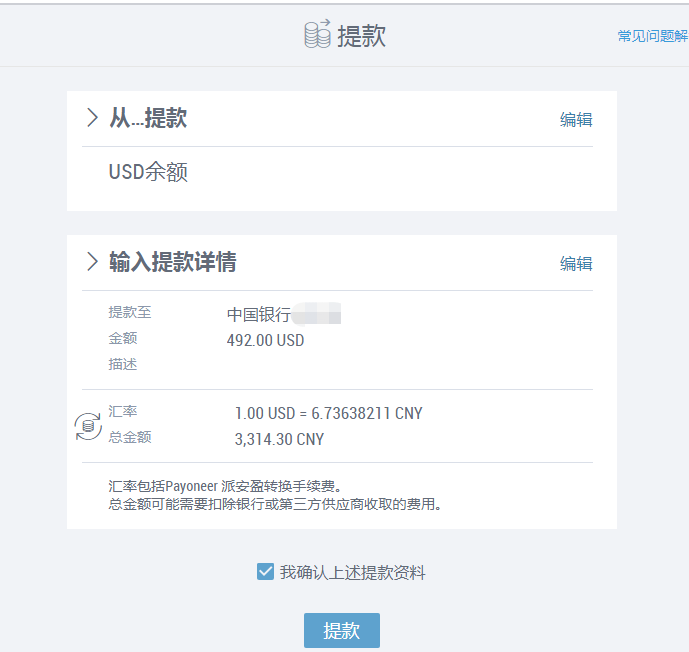 提款
常见问题解
从...提款
编辑
USD余额
输入提款详情
编辑
提款至
中国银行
金额
492.00 USD
描述
汇率
1.00 USD = 6.73638211 CNY
总金额
3,314.30 CNY
汇率包括Payoneer 派安盈转换手续费。
总金额可能需要扣除银行或第三方供应商收取的费用。
我确认上述提款资料
提款